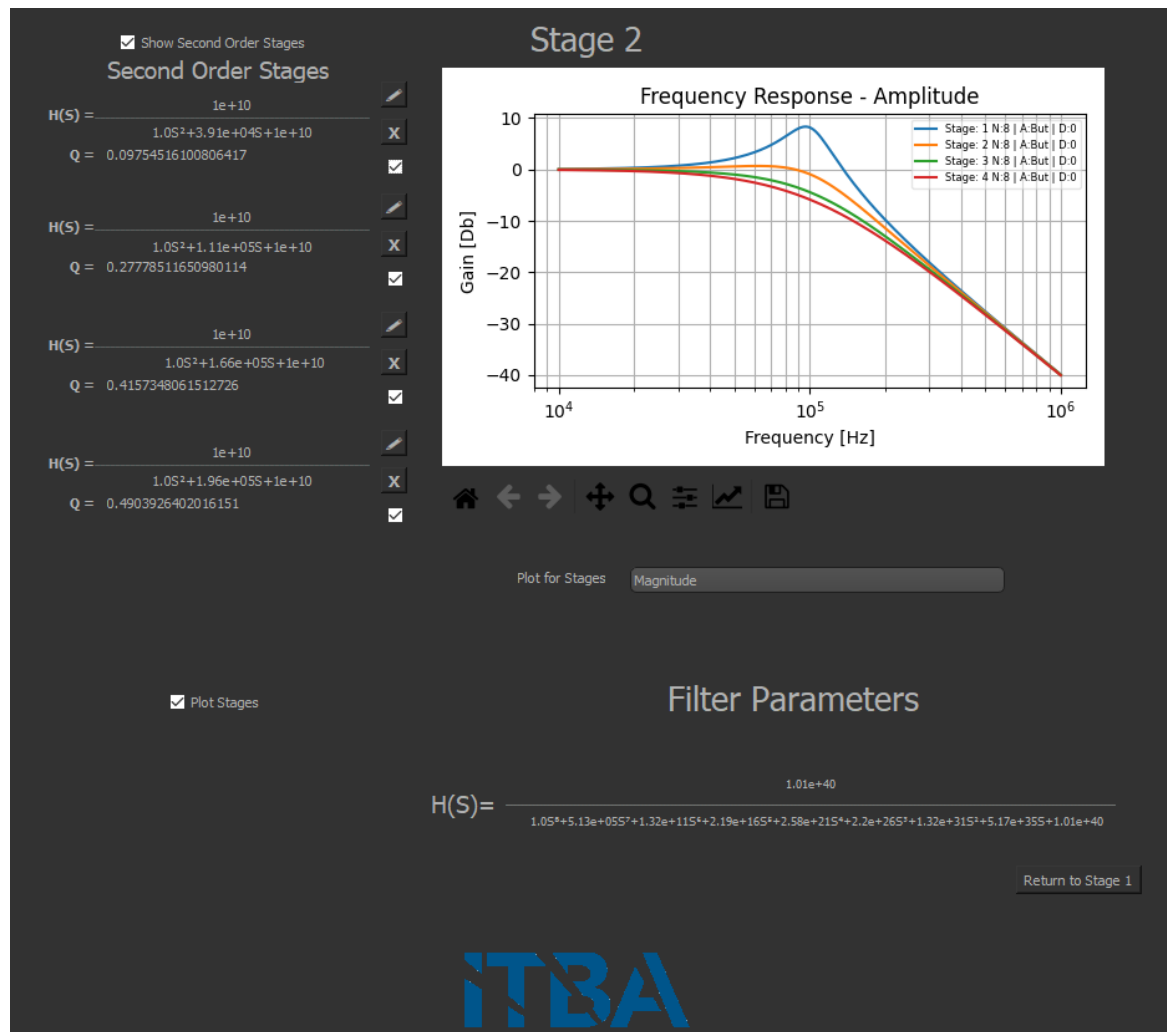 Show Second Order Stages
Second Order Stages
H(S) =
1e+10
1.0S²+3.91e+04S+1e+10
Q = 0.09754516100806417
X
H(S) =
1e+10
1.0S²+1.11e+05S+1e+10
Q = 0.27778511650980114
X
H(S) =
1e+10
1.0S²+1.66e+05S+1e+10
Q = 0.4157348061512726
X
H(S) =
1e+10
1.0S²+1.96e+05S+1e+10
Q = 0.4903926402016151
X
Plot Stages
Stage 2
Frequency Response - Amplitude
Stage: 1 N:8 | A:But | D:0
Stage: 2 N:8 | A:But | D:0
Stage: 3 N:8 | A:But | D:0
Stage: 4 N:8 | A:But | D:0
Gain [Db]
10
0
−10
−20
−30
−40
10⁴
10⁵
10⁶
Frequency [Hz]
Plot for Stages
Magnitude
Filter Parameters
H(S)=
1.01e+40
1.0S⁸+5.13e+05S⁷+1.32e+11S⁶+2.19e+16S⁵+2.58e+21S⁴+2.2e+26S³+1.32e+31S²+5.17e+35S+1.01e+40
Return to Stage 1
iTBA